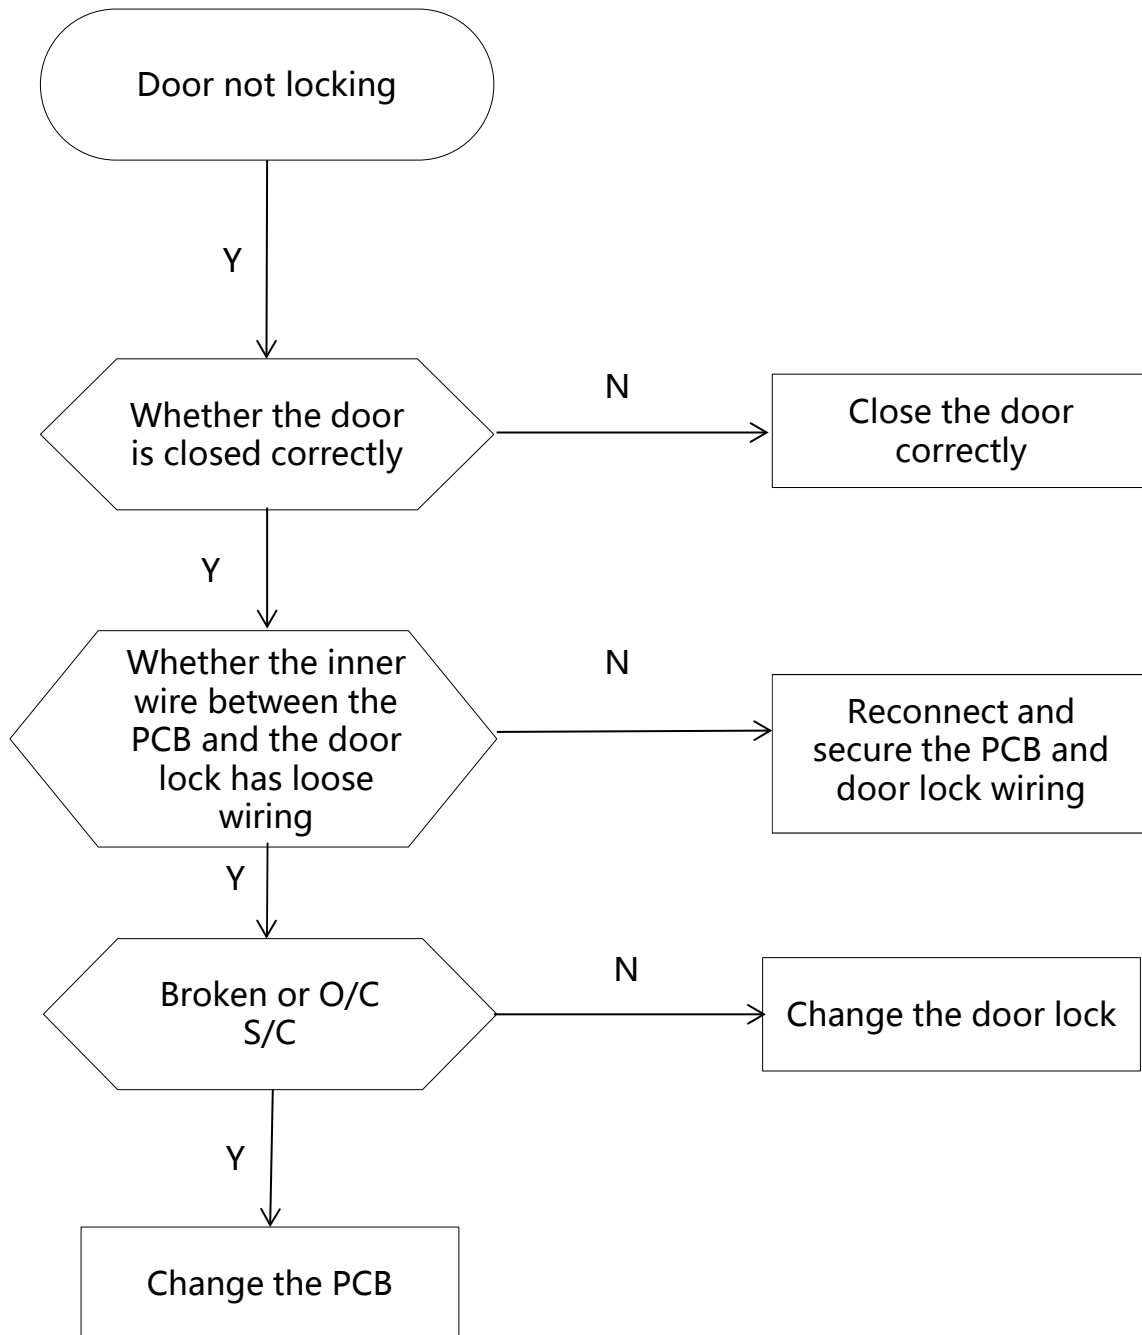 Door not locking
Y
Whether the door
is closed correctly
N
Close the door
correctly
Y
Whether the inner
wire between the
PCB and the door
lock has loose
wiring
N
Reconnect and
secure the PCB and
door lock wiring
Y
Broken or O/C
S/C
N
Change the door lock
Y
Change the PCB